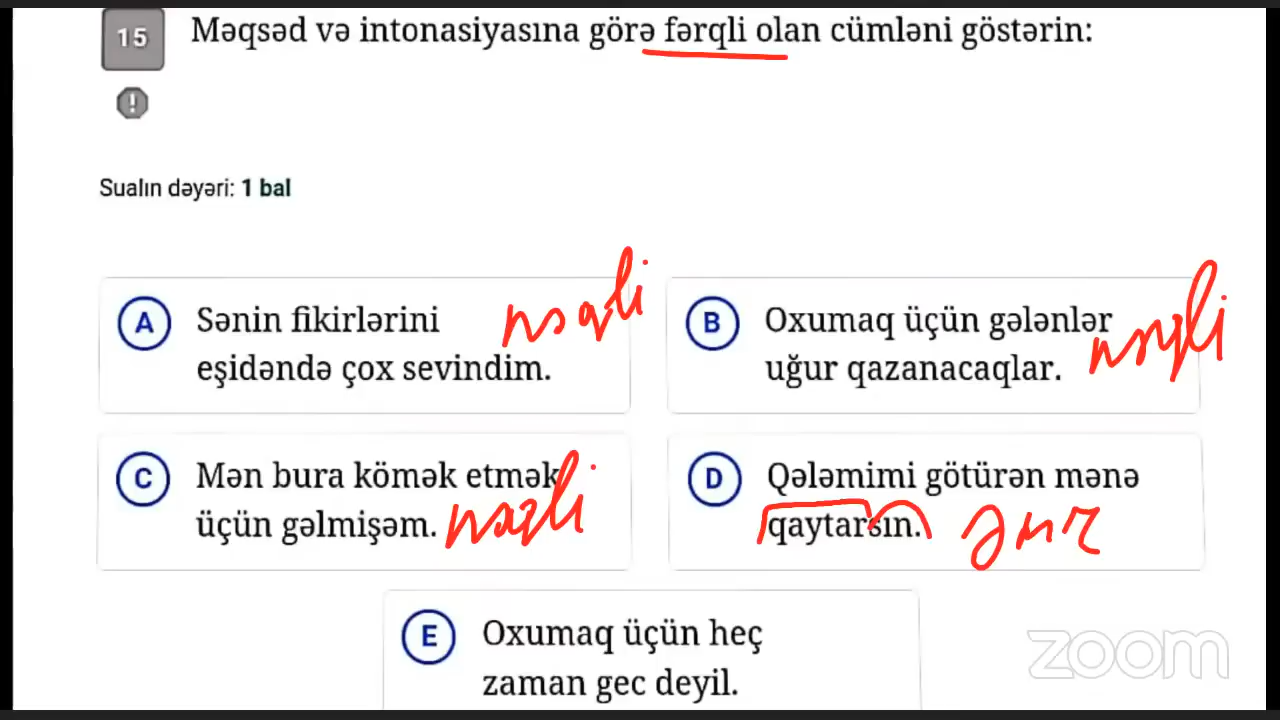 15 Məqsəd və intonasiyasına görə fərqli olan cümləni göstərin:
Sualın dəyəri: 1 bal
A Sənin fikirlərini
eşidəndə çox sevindim.
nəqli
B Oxumaq üçün gələnlər
uğur qazanacaqlar.
nəqli
C Mən bura kömək etmək
üçün gəlmişəm.
nəqli
D Qələmimi götürən mənə
qaytarsın.
əmr
E Oxumaq üçün heç
zaman gec deyil.
zoom